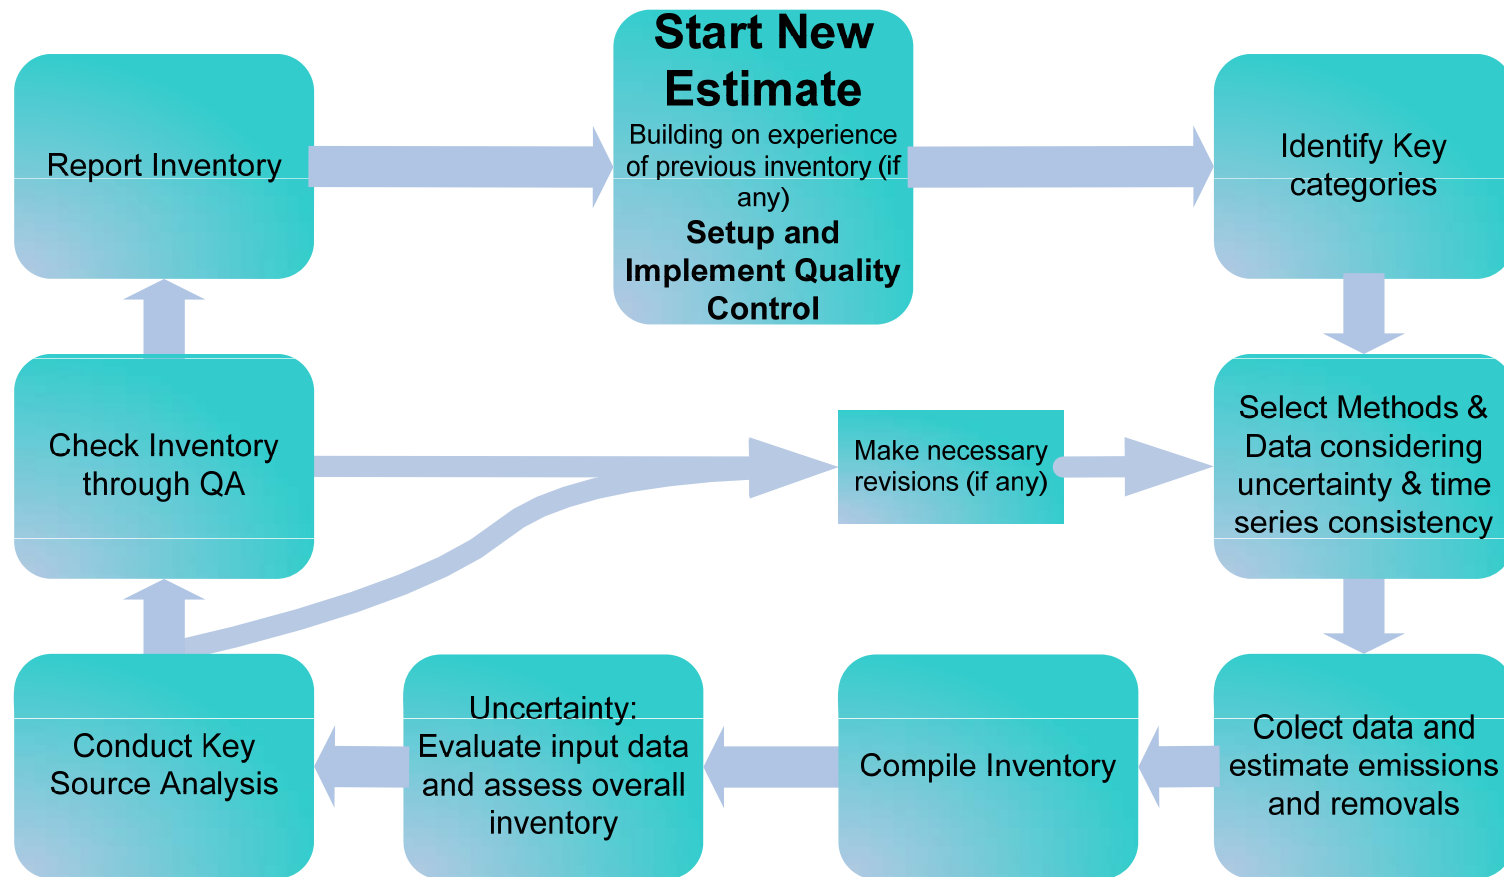 Start New
Estimate
Building on experience
of previous inventory (if
any)
Setup and
Implement Quality
Control
Report Inventory
Identify Key
categories
Check Inventory
through QA
Make necessary
revisions (if any)
Select Methods &
Data considering
uncertainty & time
series consistency
Conduct Key
Source Analysis
Uncertainty:
Evaluate input data
and assess overall
inventory
Compile Inventory
Colect data and
estimate emissions
and removals